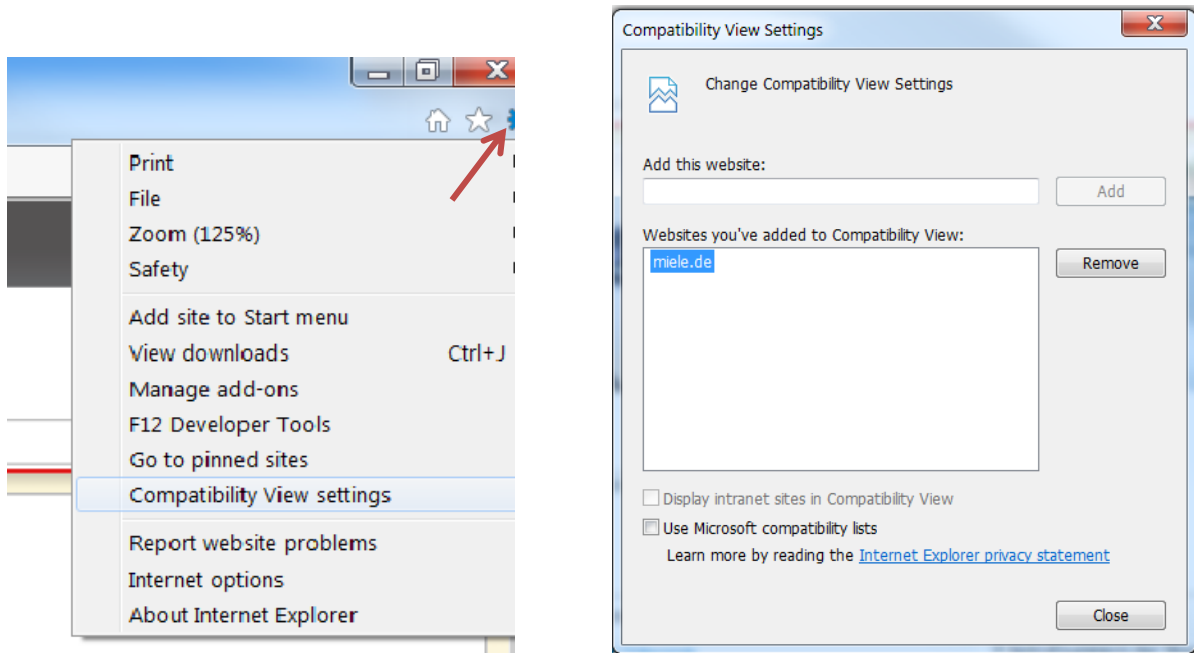 Print
File
Zoom (125%)
Safety
Add site to Start menu
View downloads Ctrl+J
Manage add-ons
F12 Developer Tools
Go to pinned sites
Compatibility View settings
Report website problems
Internet options
About Internet Explorer
Compatibility View Settings
Change Compatibility View Settings
Add this website:
Add
Websites you've added to Compatibility View:
miele.de
Remove
Display intranet sites in Compatibility View
Use Microsoft compatibility lists
Learn more by reading the Internet Explorer privacy statement
Close